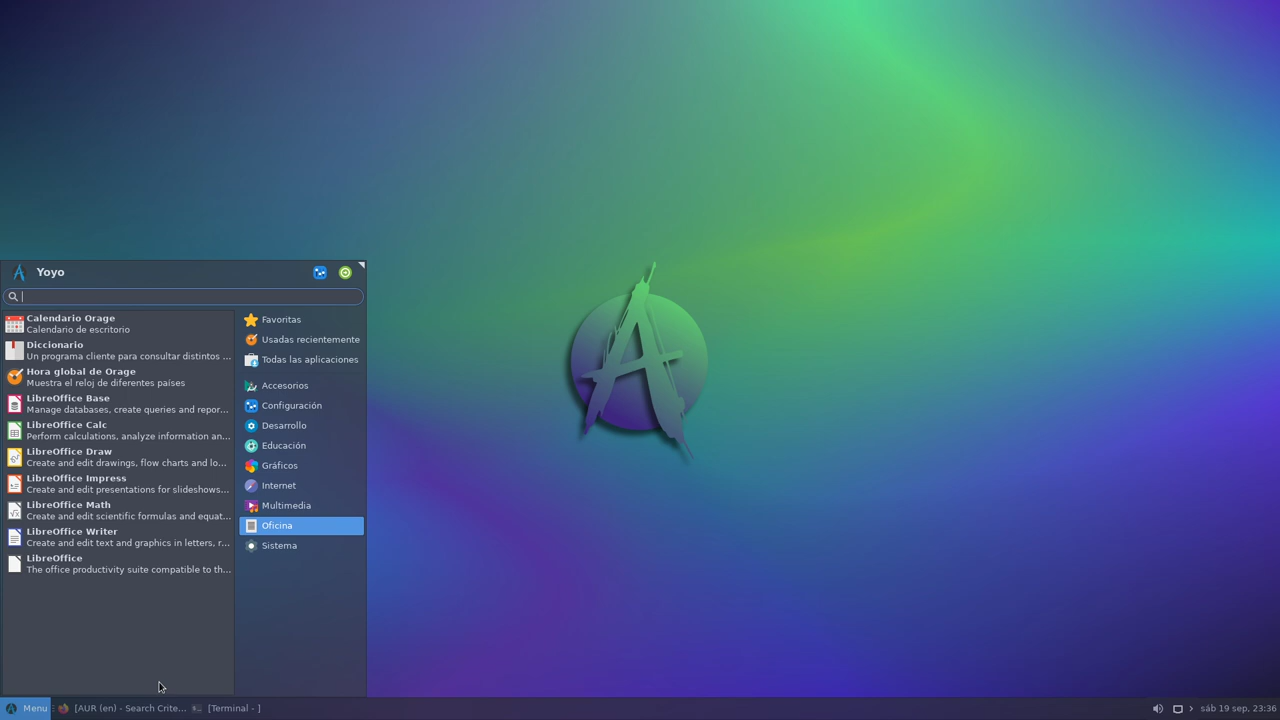 Yoyo
Calendario Orage
Calendario de escritorio
Diccionario
Un programa cliente para consultar distintos ...
Hora global de Orage
Muestra el reloj de diferentes países
LibreOffice Base
Manage databases, create queries and repor...
LibreOffice Calc
Perform calculations, analyze information an...
LibreOffice Draw
Create and edit drawings, flow charts and lo...
LibreOffice Impress
Create and edit presentations for slideshows...
LibreOffice Math
Create and edit scientific formulas and equat...
LibreOffice Writer
Create and edit text and graphics in letters, r...
LibreOffice
The office productivity suite compatible to th...
Favoritas
Usadas recientemente
Todas las aplicaciones
Accesorios
Configuración
Desarrollo
Educación
Gráficos
Internet
Multimedia
Oficina
Sistema
Menu
[AUR (en) - Search Crite...
[Terminal - ]
sáb 19 sep, 23:36